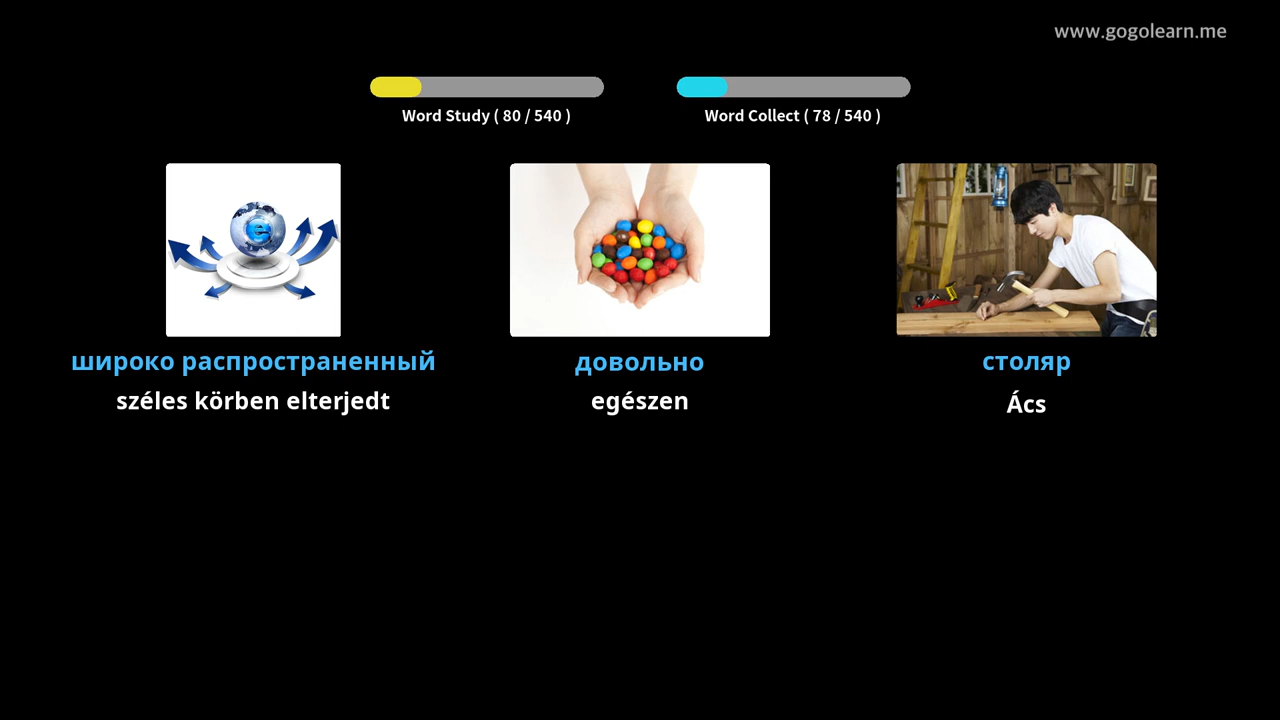 www.gogolearn.me
Word Study ( 80 / 540 )
Word Collect ( 78 / 540 )
широко распространенный
széles körben elterjedt
довольно
egészen
столяр
Ács